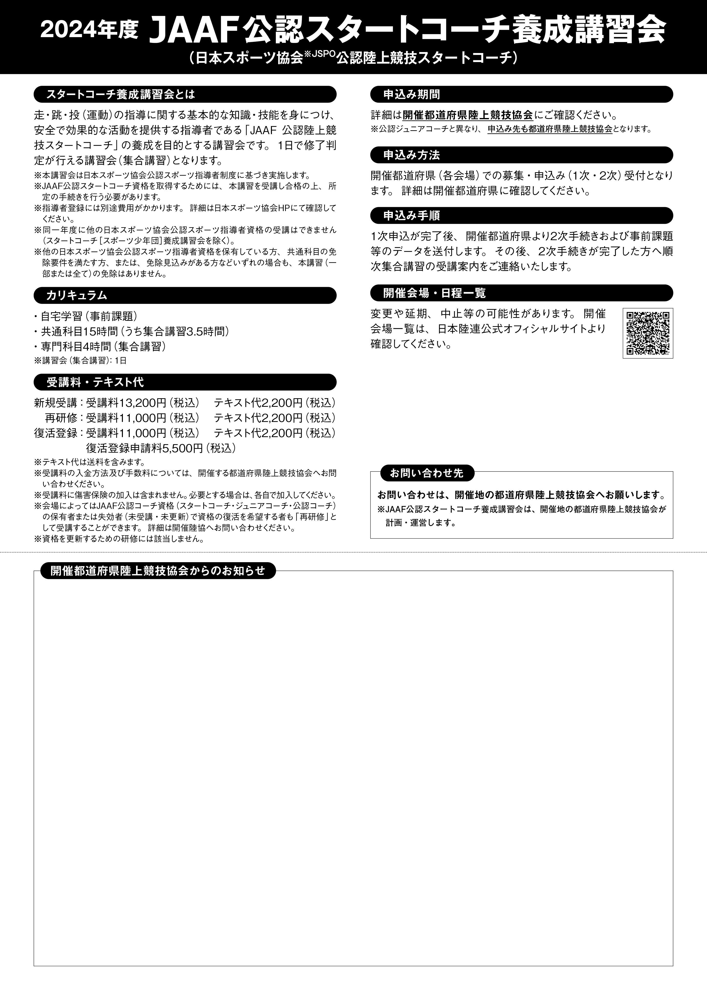 2024年度 JAAF公認スタートコーチ養成講習会
（日本スポーツ協会※JSPO公認陸上競技スタートコーチ）
スタートコーチ養成講習会とは
走・跳・投（運動）の指導に関する基本的な知識・技能を身につけ、
安全で効果的な活動を提供する指導者である「JAAF 公認陸上競
技スタートコーチ」の養成を目的とする講習会です。 1日で修了判
定が行える講習会（集合講習）となります。
※本講習会は日本スポーツ協会公認スポーツ指導者制度に基づき実施します。
※JAAF公認スタートコーチ資格を取得するためには、 本講習を受講し合格の上、 所
定の手続きを行う必要があります。
※指導者登録には別途費用がかかります。 詳細は日本スポーツ協会HPにて確認して
ください。
※同一年度に他の日本スポーツ協会公認スポーツ指導者資格の受講はできません
（スタートコーチ［スポーツ少年団］養成講習会を除く）。
※他の日本スポーツ協会公認スポーツ指導者資格を保有している方、 共通科目の免
除要件を満たす方、 または、 免除見込みがある方などいずれの場合も、 本講習（一
部または全て）の免除はありません。
カリキュラム
・自宅学習（事前課題）
・共通科目15時間（うち集合講習3.5時間）
・専門科目4時間（集合講習）
※講習会（集合講習）：1日
受講料・テキスト代
新規受講：受講料13,200円（税込） テキスト代2,200円（税込）
再研修：受講料11,000円（税込） テキスト代2,200円（税込）
復活登録：受講料11,000円（税込） テキスト代2,200円（税込）
復活登録申請料5,500円（税込）
※テキスト代は送料を含みます。
※受講料の入金方法及び手数料については、 開催する都道府県陸上競技協会へお問
い合わせください。
※受講料に傷害保険の加入は含まれません。必要とする場合は、各自で加入してください。
※会場によってはJAAF公認コーチ資格（スタートコーチ・ジュニアコーチ・公認コーチ）
の保有者または失効者（未受講・未更新）で資格の復活を希望する者も「再研修」と
して受講することができます。 詳細は開催陸協へお問い合わせください。
※資格を更新するための研修には該当しません。
申込み期間
詳細は開催都道府県陸上競技協会にご確認ください。
※公認ジュニアコーチと異なり、 申込み先も都道府県陸上競技協会となります。
申込み方法
開催都道府県（各会場）での募集・申込み（1次・2次）受付となり
ます。 詳細は開催都道府県に確認してください。
申込み手順
1次申込が完了後、 開催都道府県より2次手続きおよび事前課題
等のデータを送付します。 その後、 2次手続きが完了した方へ順
次集合講習の受講案内をご連絡いたします。
開催会場・日程一覧
変更や延期、 中止等の可能性があります。 開催
会場一覧は、 日本陸連公式オフィシャルサイトより
確認してください。
お問い合わせ先
お問い合わせは、開催地の都道府県陸上競技協会へお願いします。
※JAAF公認スタートコーチ養成講習会は、開催地の都道府県陸上競技協会が
計画・運営します。
開催都道府県陸上競技協会からのお知らせ